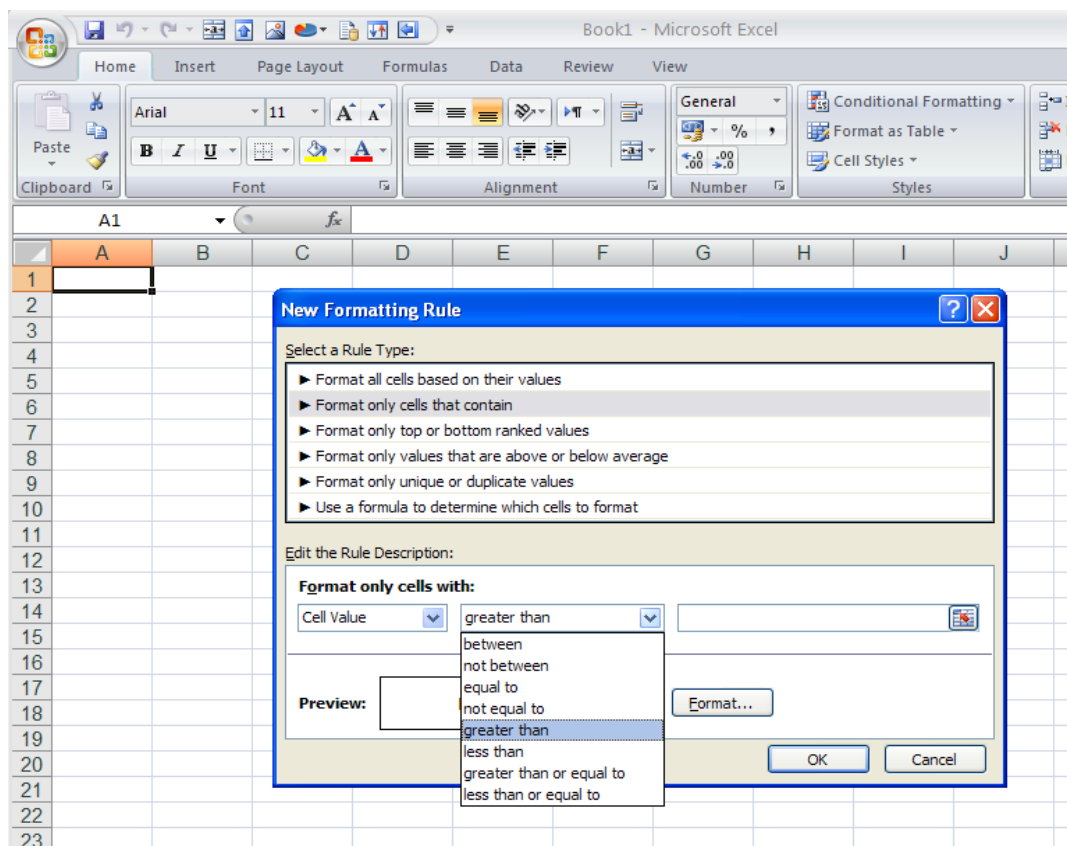 Book1 - Microsoft Excel
Home Insert Page Layout Formulas Data Review View
Paste
Arial 11 A A
B I U A
General
% ,
.0 .00
.00 .0
Conditional Formatting
Format as Table
Cell Styles
Clipboard Font Alignment Number Styles
A1 fx
A B C D E F G H I J
1
2
3
4
5
6
7
8
9
10
11
12
13
14
15
16
17
18
19
20
21
22
23
New Formatting Rule
Select a Rule Type:
► Format all cells based on their values
► Format only cells that contain
► Format only top or bottom ranked values
► Format only values that are above or below average
► Format only unique or duplicate values
► Use a formula to determine which cells to format
Edit the Rule Description:
Format only cells with:
Cell Value greater than
between
not between
equal to
not equal to
greater than
less than
greater than or equal to
less than or equal to
Preview:
Format...
OK Cancel